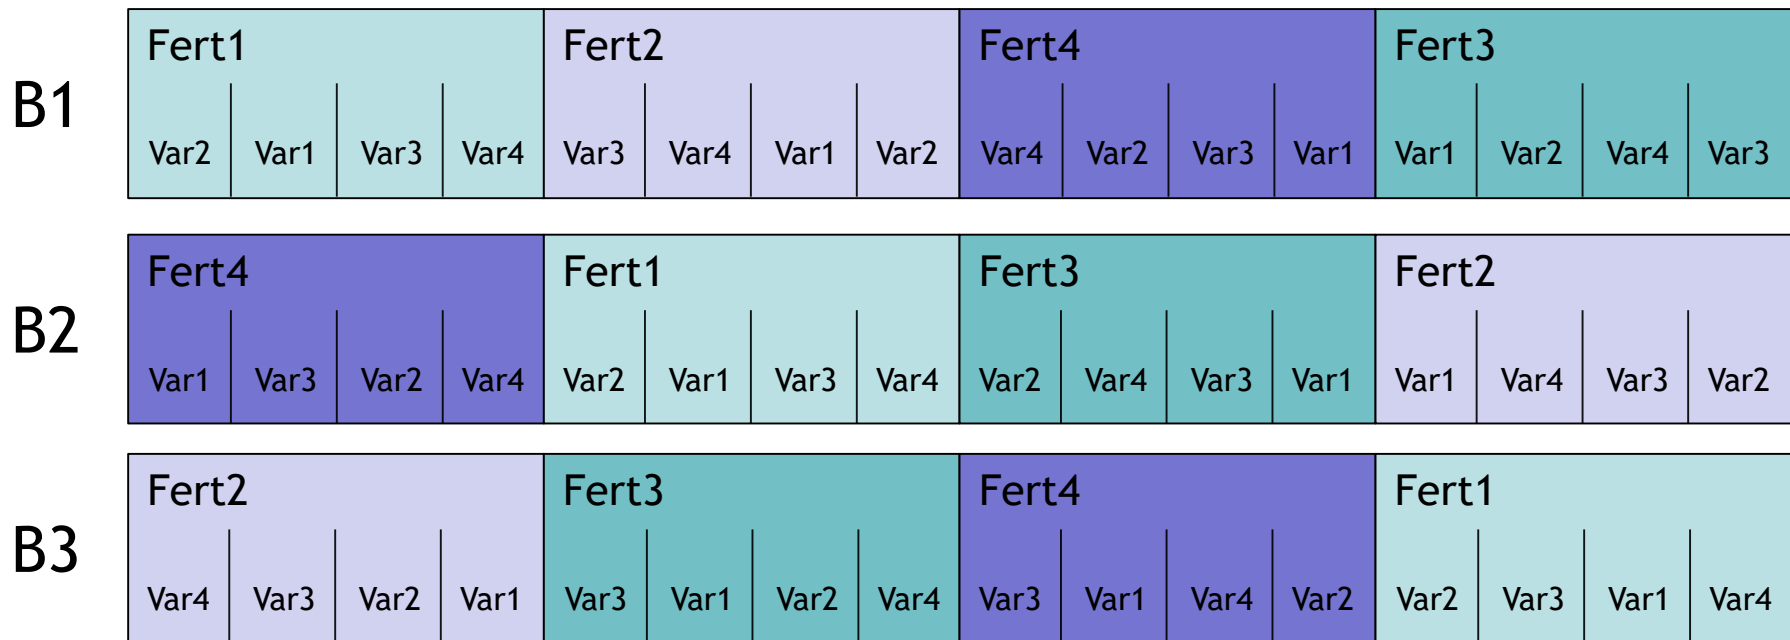 Fert1 Fert2 Fert4 Fert3
B1
Var2 Var1 Var3 Var4 Var3 Var4 Var1 Var2 Var4 Var2 Var3 Var1 Var1 Var2 Var4 Var3
Fert4 Fert1 Fert3 Fert2
B2
Var1 Var3 Var2 Var4 Var2 Var1 Var3 Var4 Var2 Var4 Var3 Var1 Var1 Var4 Var3 Var2
Fert2 Fert3 Fert4 Fert1
B3
Var4 Var3 Var2 Var1 Var3 Var1 Var2 Var4 Var3 Var1 Var4 Var2 Var2 Var3 Var1 Var4